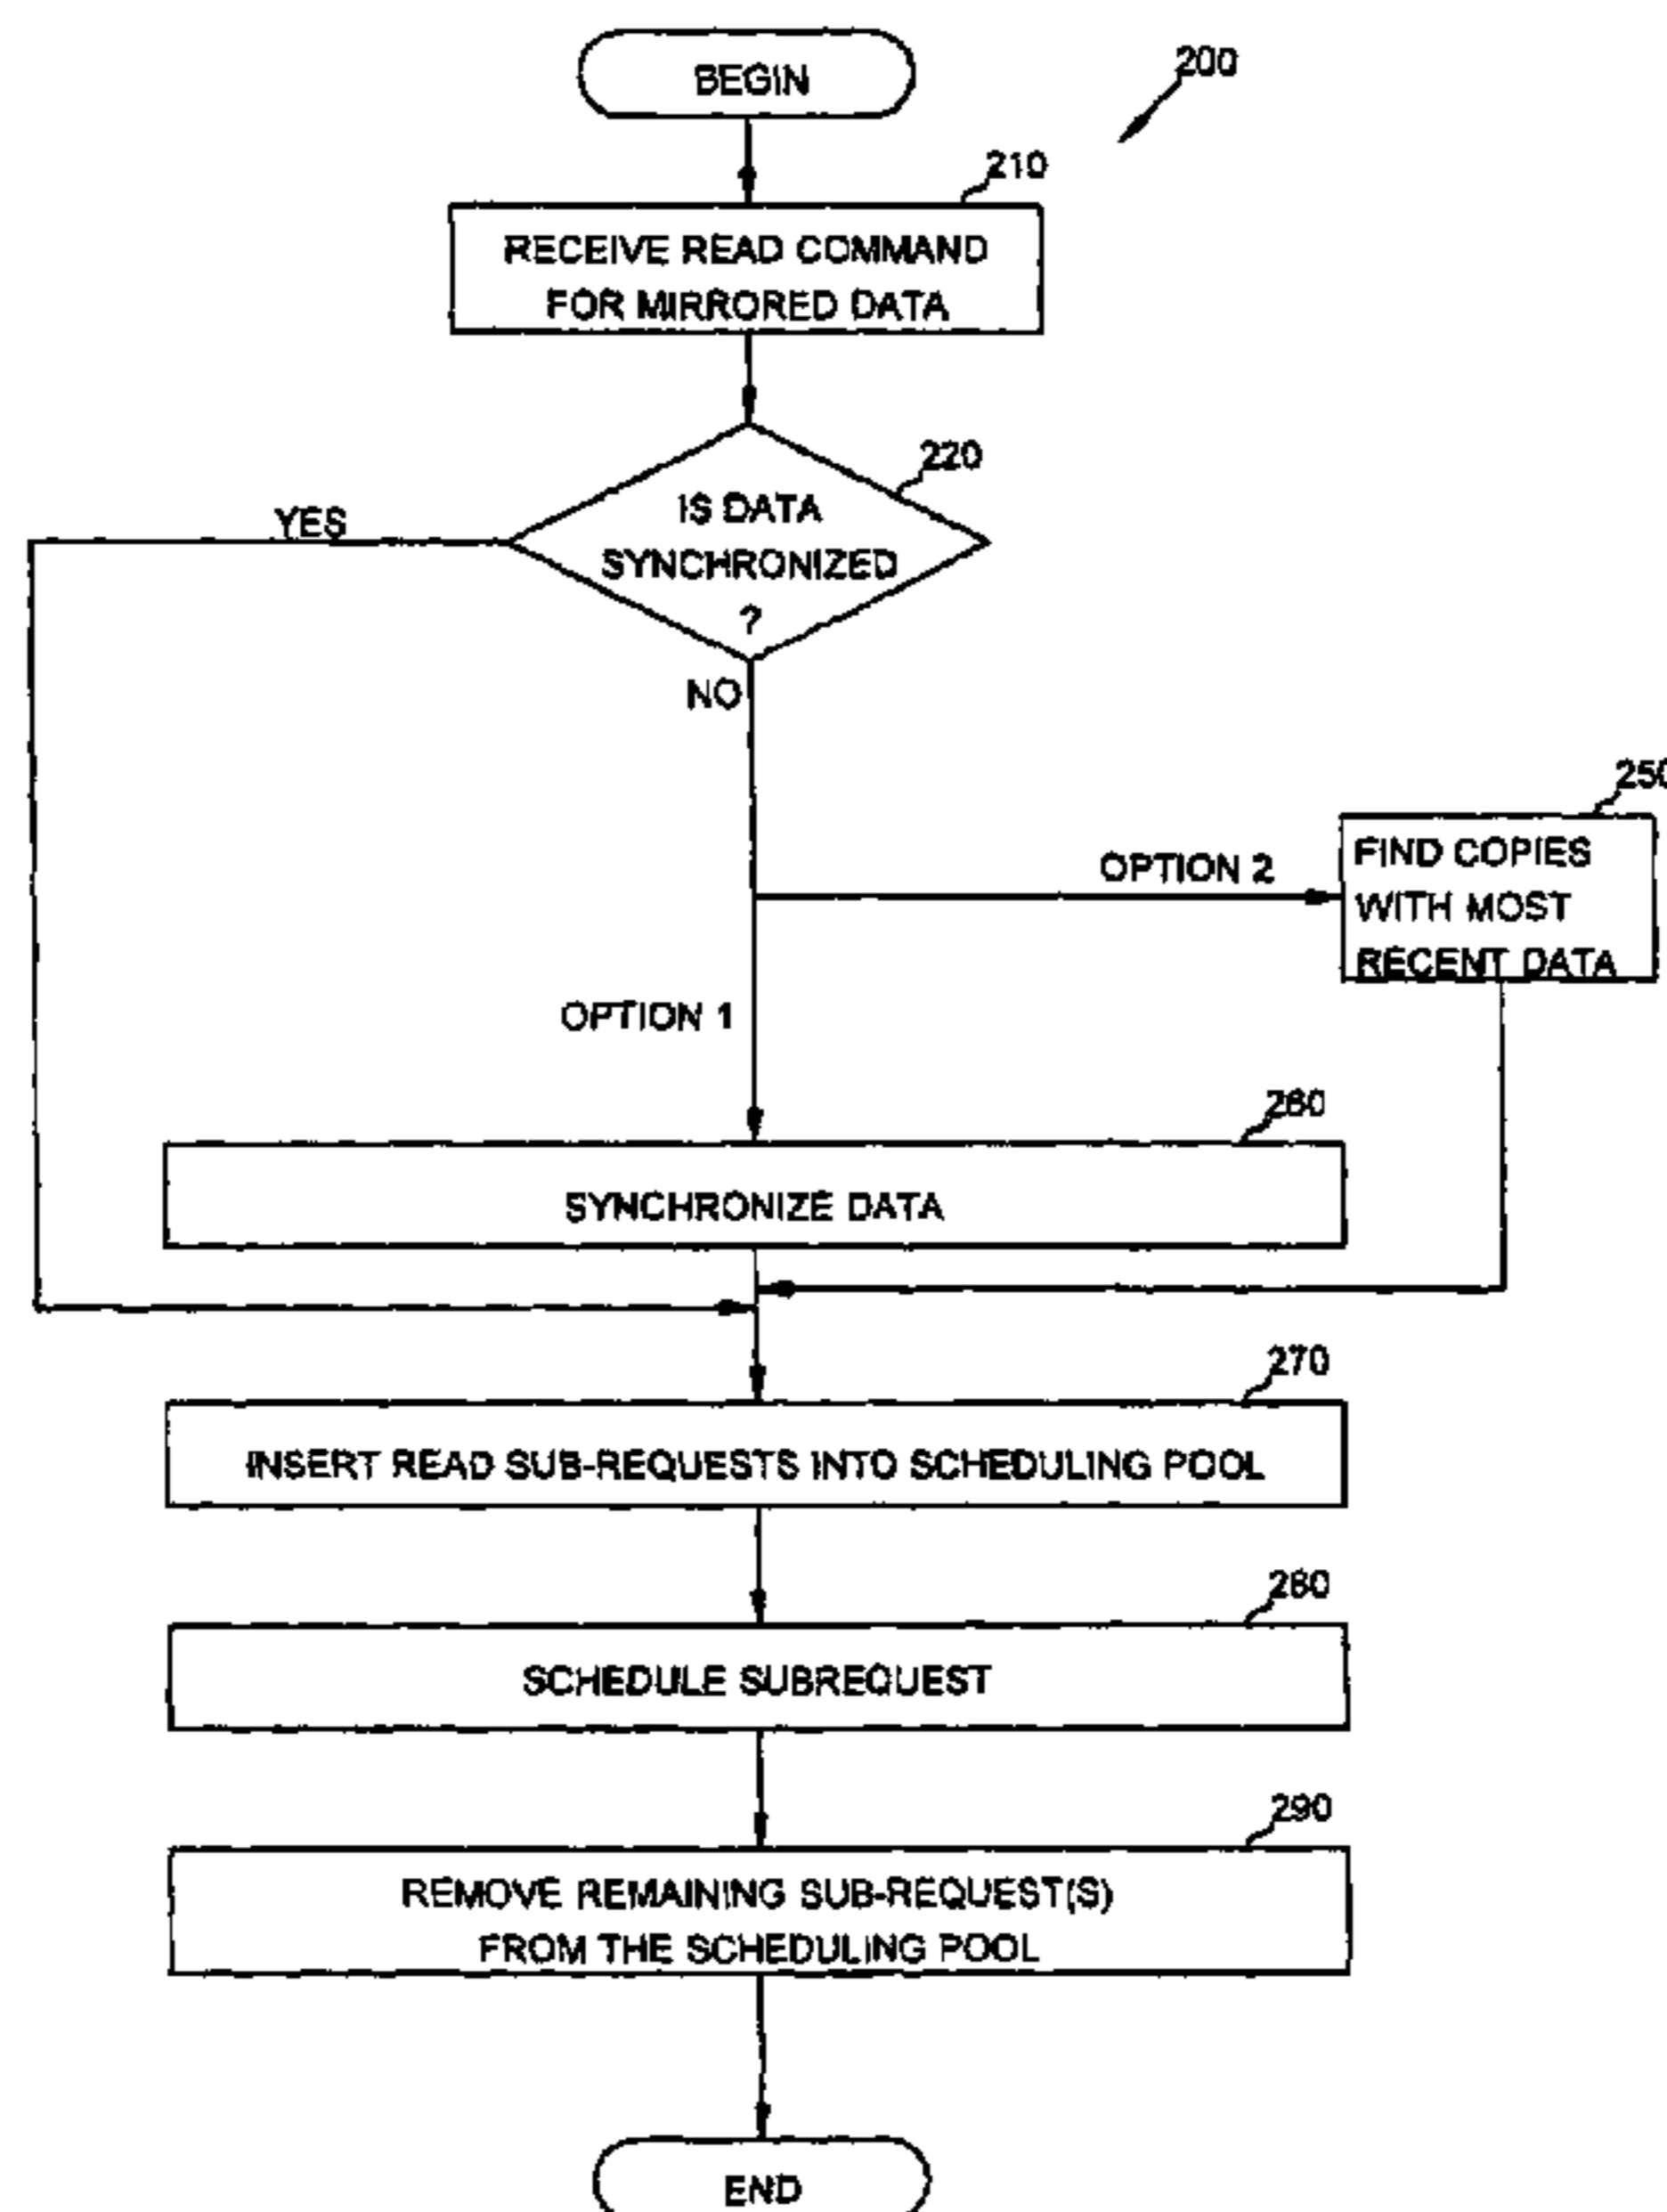 BEGIN
200
210
RECEIVE READ COMMAND
FOR MIRRORED DATA
220
IS DATA
SYNCHRONIZED
?
YES
NO
250
FIND COPIES
WITH MOST
RECENT DATA
OPTION 2
OPTION 1
260
SYNCHRONIZE DATA
270
INSERT READ SUB-REQUESTS INTO SCHEDULING POOL
280
SCHEDULE SUBREQUEST
290
REMOVE REMAINING SUB-REQUEST(S)
FROM THE SCHEDULING POOL
END